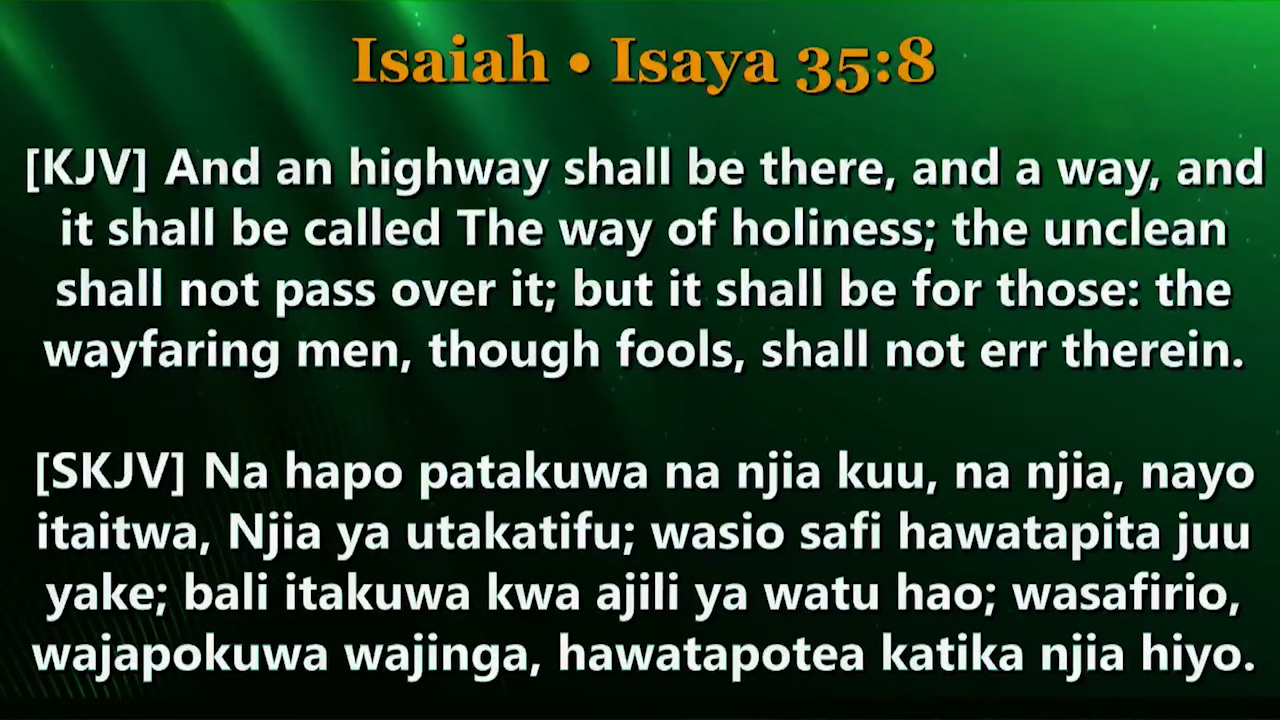 Isaiah • Isaya 35:8
[KJV] And an highway shall be there, and a way, and
it shall be called The way of holiness; the unclean
shall not pass over it; but it shall be for those: the
wayfaring men, though fools, shall not err therein.
[SKJV] Na hapo patakuwa na njia kuu, na njia, nayo
itaitwa, Njia ya utakatifu; wasio safi hawatapita juu
yake; bali itakuwa kwa ajili ya watu hao; wasafirio,
wajapokuwa wajinga, hawatapotea katika njia hiyo.